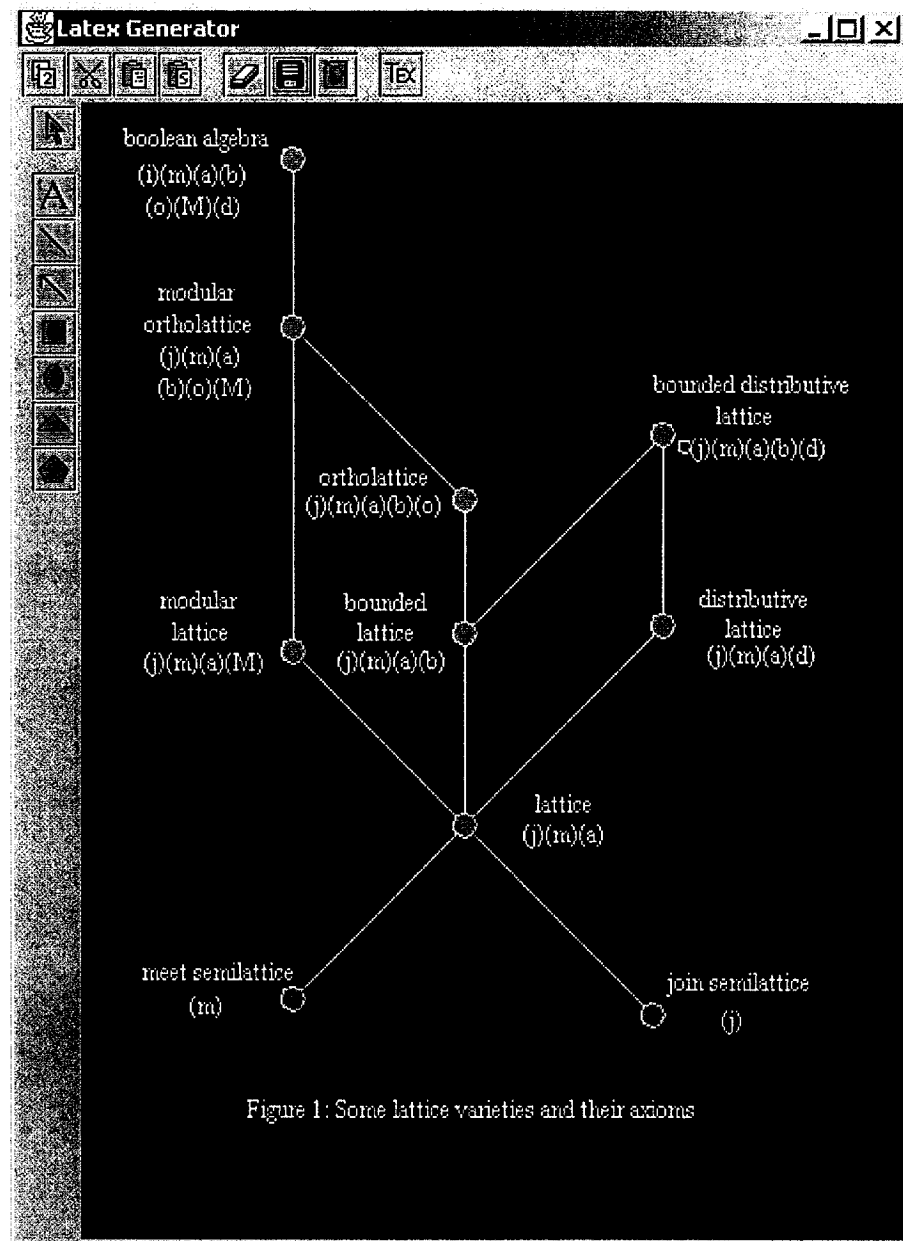 Latex Generator
TEX
A
boolean algebra
(i)(m)(a)(b)
(o)(M)(d)
modular
ortholattice
(j)(m)(a)
(b)(o)(M)
bounded distributive
lattice
(j)(m)(a)(b)(d)
ortholattice
(j)(m)(a)(b)(o)
modular
lattice
(j)(m)(a)(M)
bounded
lattice
(j)(m)(a)(b)
distributive
lattice
(j)(m)(a)(d)
lattice
(j)(m)(a)
meet semilattice
(m)
join semilattice
(j)
Figure 1: Some lattice varieties and their axioms